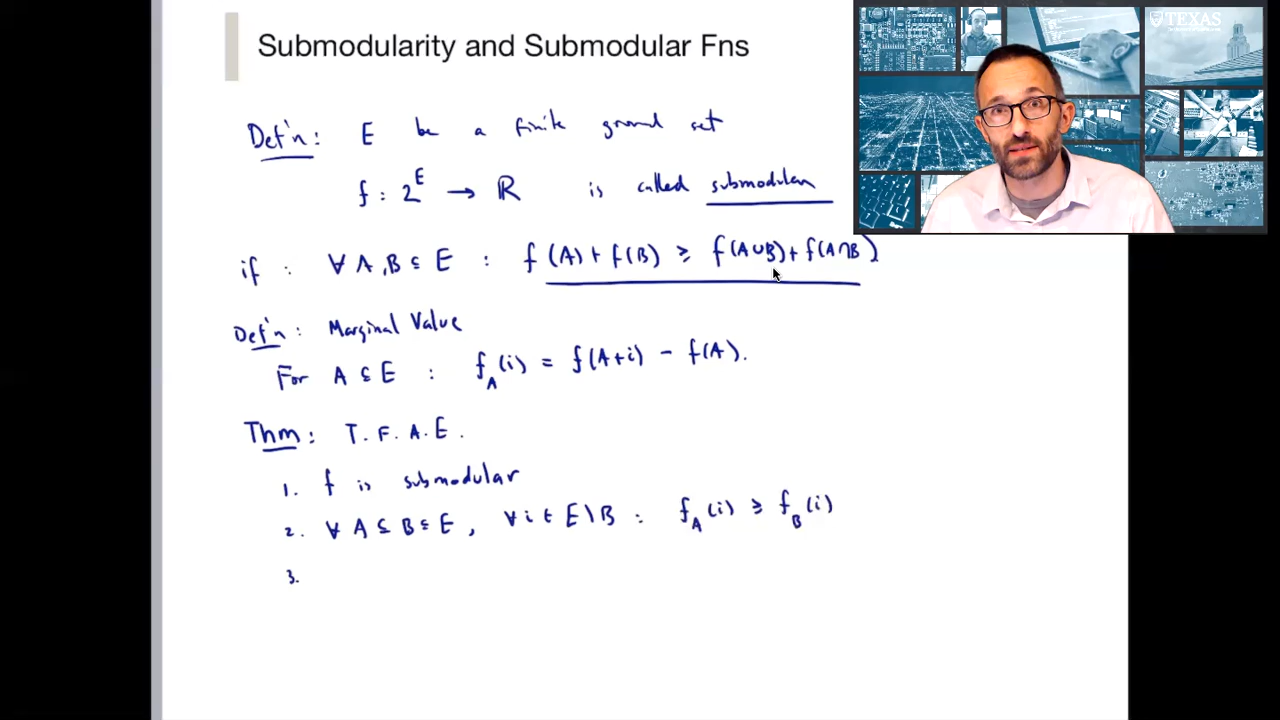 Submodularity and Submodular Fns
TEXAS
Def'n: E be a finite ground set
f : 2^E → ℝ is called submodular
if : ∀ A,B ⊆ E : f(A) + f(B) ≥ f(A∪B) + f(A∩B)
Def'n: Marginal Value
For A ⊆ E : f_A(i) = f(A+i) - f(A).
Thm: T. F. A. E.
1. f is submodular
2. ∀ A ⊆ B ⊆ E, ∀ i ∈ E\B : f_A(i) ≥ f_B(i)
3.